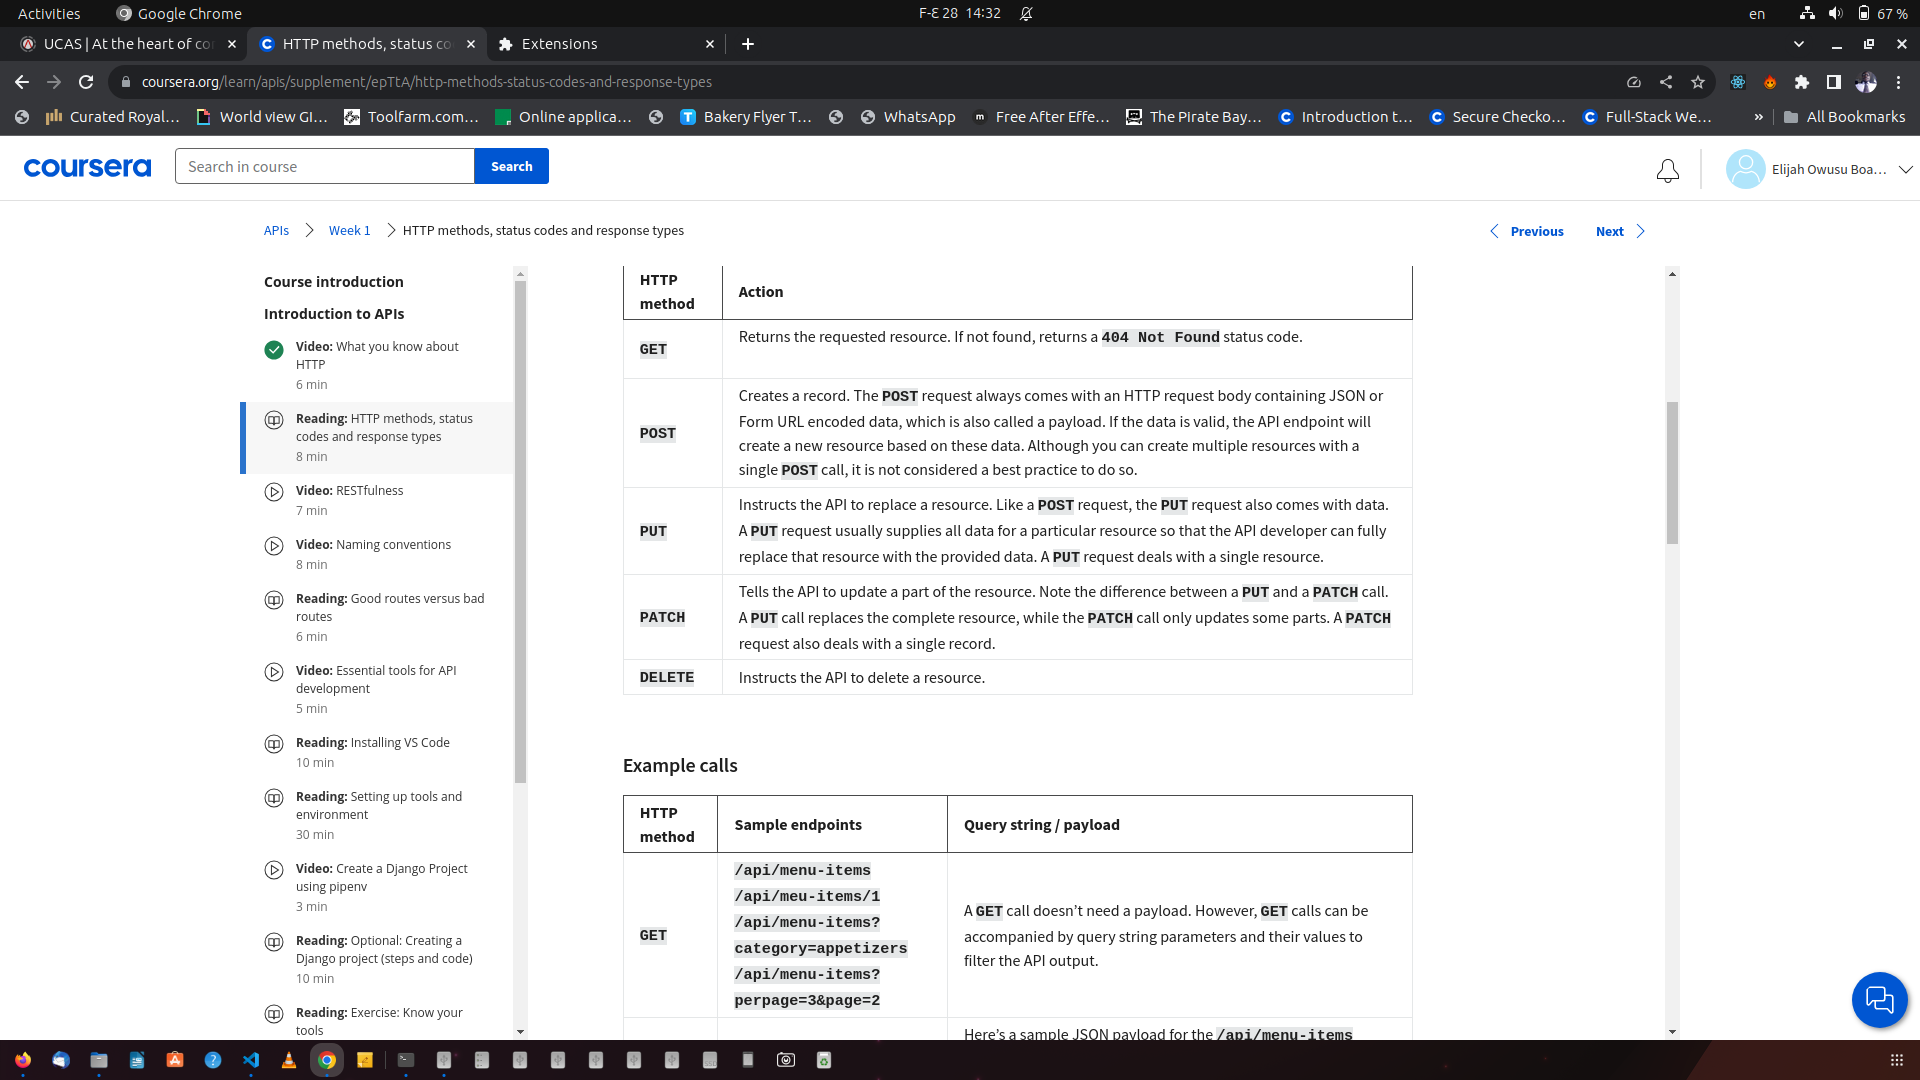 Activities
Google Chrome
F-Ɛ 28 14:32
en
67 %
UCAS | At the heart of co
HTTP methods, status co
Extensions
coursera.org/learn/apis/supplement/epTtA/http-methods-status-codes-and-response-types
Curated Royal…
World view GI…
Toolfarm.com…
Online applica…
Bakery Flyer T…
WhatsApp
Free After Effe…
The Pirate Bay…
Introduction t…
Secure Checko…
Full-Stack We…
»
All Bookmarks
coursera
Search in course
Search
Elijah Owusu Boa…
APIs
Week 1
HTTP methods, status codes and response types
Previous
Next
Course introduction
Introduction to APIs
Video: What you know about
HTTP
6 min
Reading: HTTP methods, status
codes and response types
8 min
Video: RESTfulness
7 min
Video: Naming conventions
8 min
Reading: Good routes versus bad
routes
6 min
Video: Essential tools for API
development
5 min
Reading: Installing VS Code
10 min
Reading: Setting up tools and
environment
30 min
Video: Create a Django Project
using pipenv
3 min
Reading: Optional: Creating a
Django project (steps and code)
10 min
Reading: Exercise: Know your
tools
HTTP
method
Action
GET
Returns the requested resource. If not found, returns a 404 Not Found status code.
POST
Creates a record. The POST request always comes with an HTTP request body containing JSON or
Form URL encoded data, which is also called a payload. If the data is valid, the API endpoint will
create a new resource based on these data. Although you can create multiple resources with a
single POST call, it is not considered a best practice to do so.
PUT
Instructs the API to replace a resource. Like a POST request, the PUT request also comes with data.
A PUT request usually supplies all data for a particular resource so that the API developer can fully
replace that resource with the provided data. A PUT request deals with a single resource.
PATCH
Tells the API to update a part of the resource. Note the difference between a PUT and a PATCH call.
A PUT call replaces the complete resource, while the PATCH call only updates some parts. A PATCH
request also deals with a single record.
DELETE
Instructs the API to delete a resource.
Example calls
HTTP
method
Sample endpoints
Query string / payload
GET
/api/menu-items
/api/meu-items/1
/api/menu-items?
category=appetizers
/api/menu-items?
perpage=3&page=2
A GET call doesn’t need a payload. However, GET calls can be
accompanied by query string parameters and their values to
filter the API output.
Here’s a sample JSON payload for the /api/menu-items